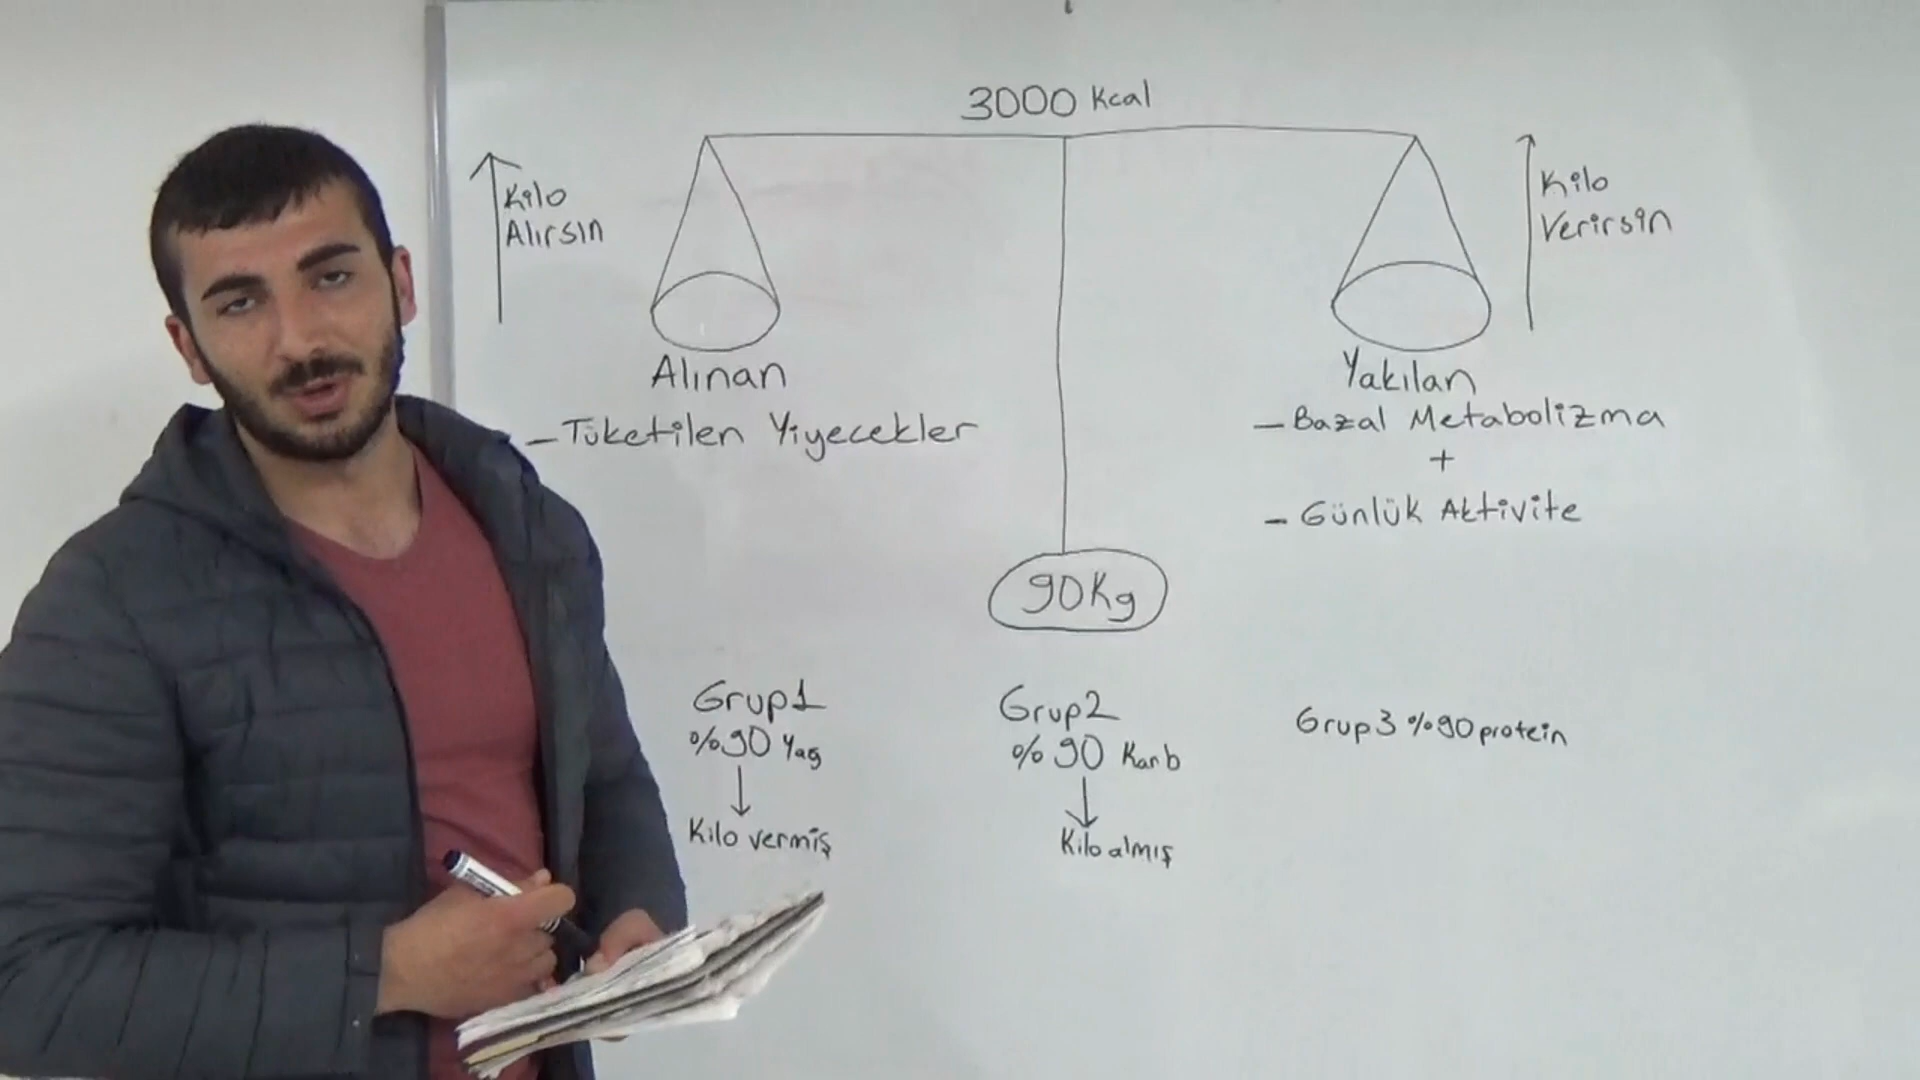 3000 Kcal
Kilo
Alırsın
Kilo
Verirsin
Alınan
– Tüketilen Yiyecekler
Yakılan
– Bazal Metabolizma
+
– Günlük Aktivite
90Kg
Grup1
%90 Yag
Kilo vermiş
Grup2
%90 Karb
Kilo almış
Grup3 %90 protein